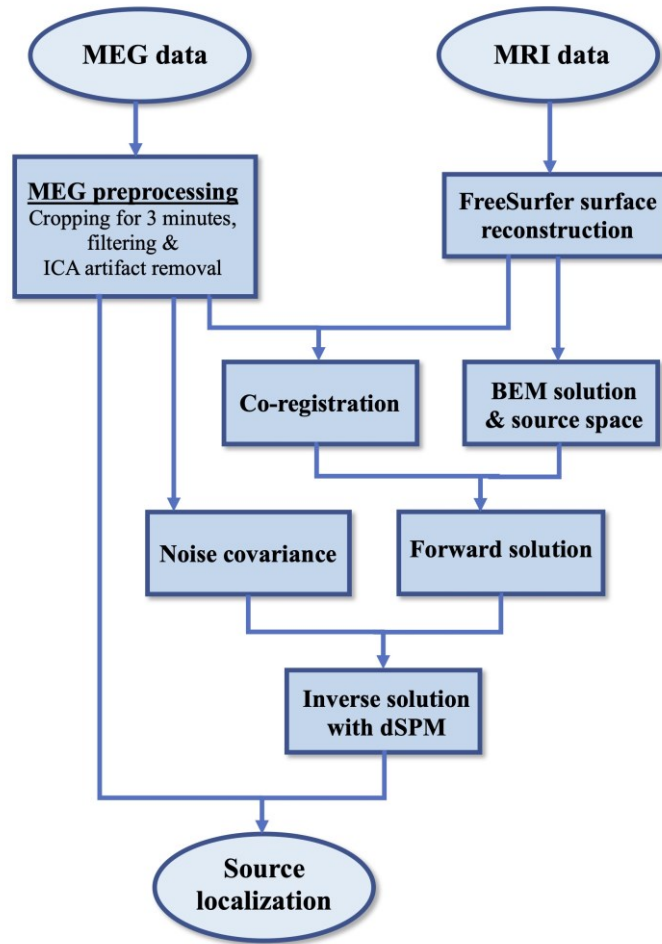 MEG data
MRI data
MEG preprocessing
Cropping for 3 minutes,
filtering &
ICA artifact removal
FreeSurfer surface
reconstruction
Co-registration
BEM solution
& source space
Noise covariance
Forward solution
Inverse solution
with dSPM
Source
localization